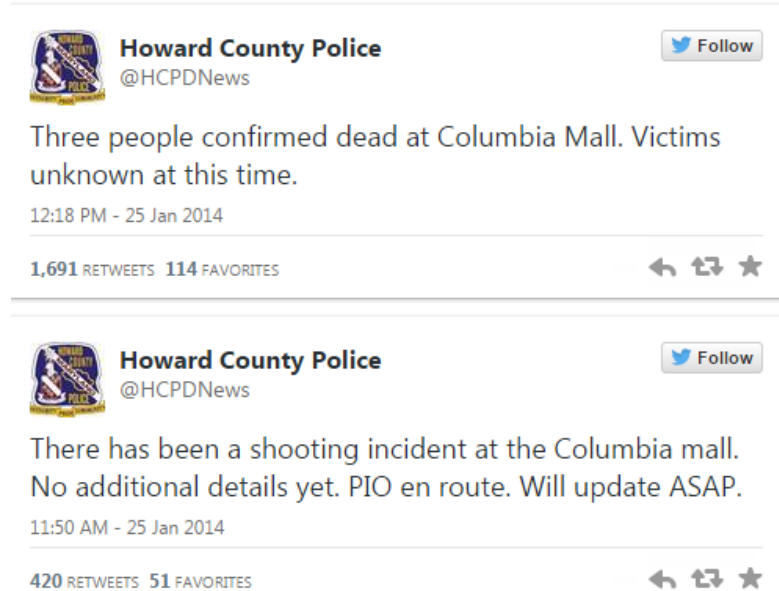 Howard County Police
Follow
@HCPDNews
Three people confirmed dead at Columbia Mall. Victims
unknown at this time.
12:18 PM - 25 Jan 2014
1,691 RETWEETS 114 FAVORITES
Howard County Police
Follow
@HCPDNews
There has been a shooting incident at the Columbia mall.
No additional details yet. PIO en route. Will update ASAP.
11:50 AM - 25 Jan 2014
420 RETWEETS 51 FAVORITES